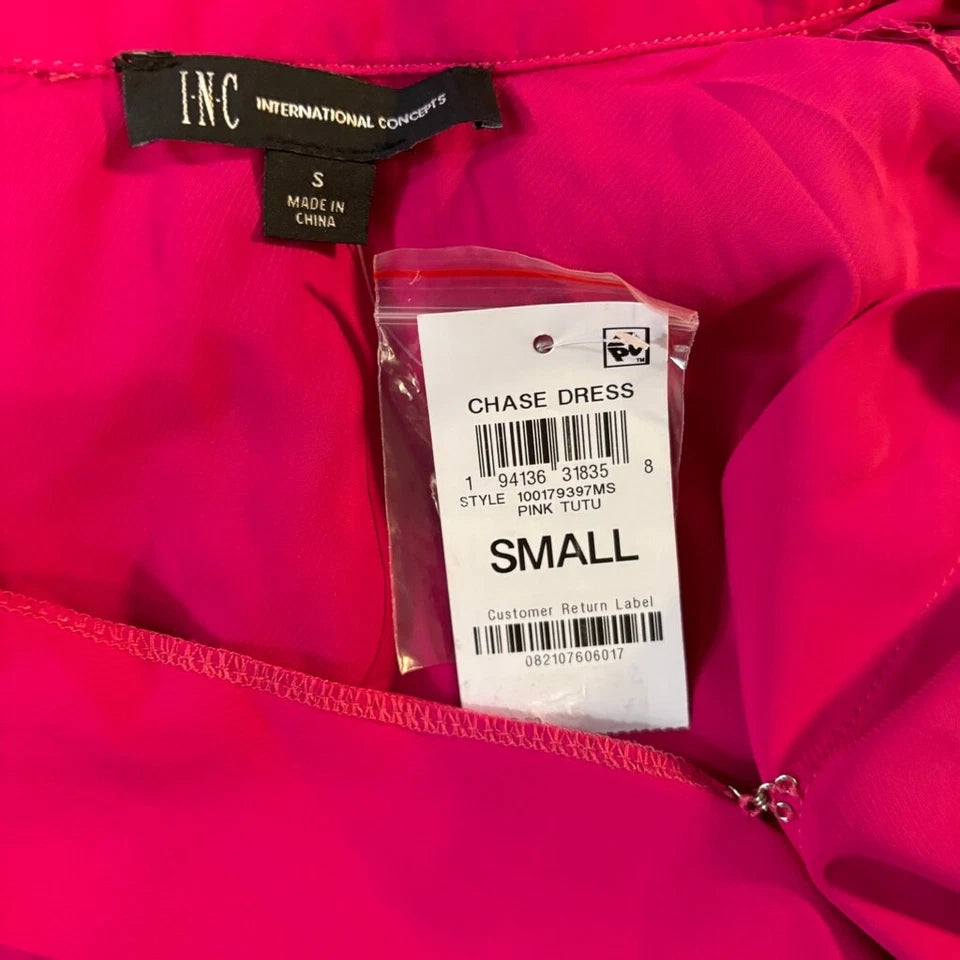 I·N·C INTERNATIONAL CONCEPTS
S
MADE IN
CHINA
CHASE DRESS
1 94136 31835 8
STYLE 100179397MS
PINK TUTU
SMALL
Customer Return Label
082107606017